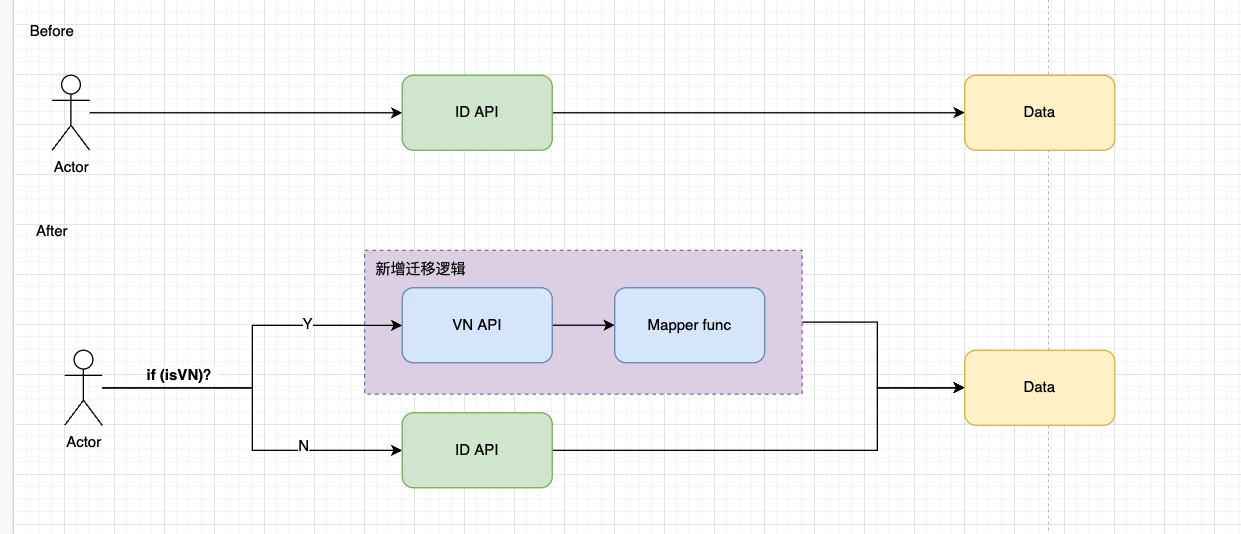 Before
ID API
Data
Actor
After
新增迁移逻辑
Y
VN API
Mapper func
if (isVN)?
Data
Actor
N
ID API